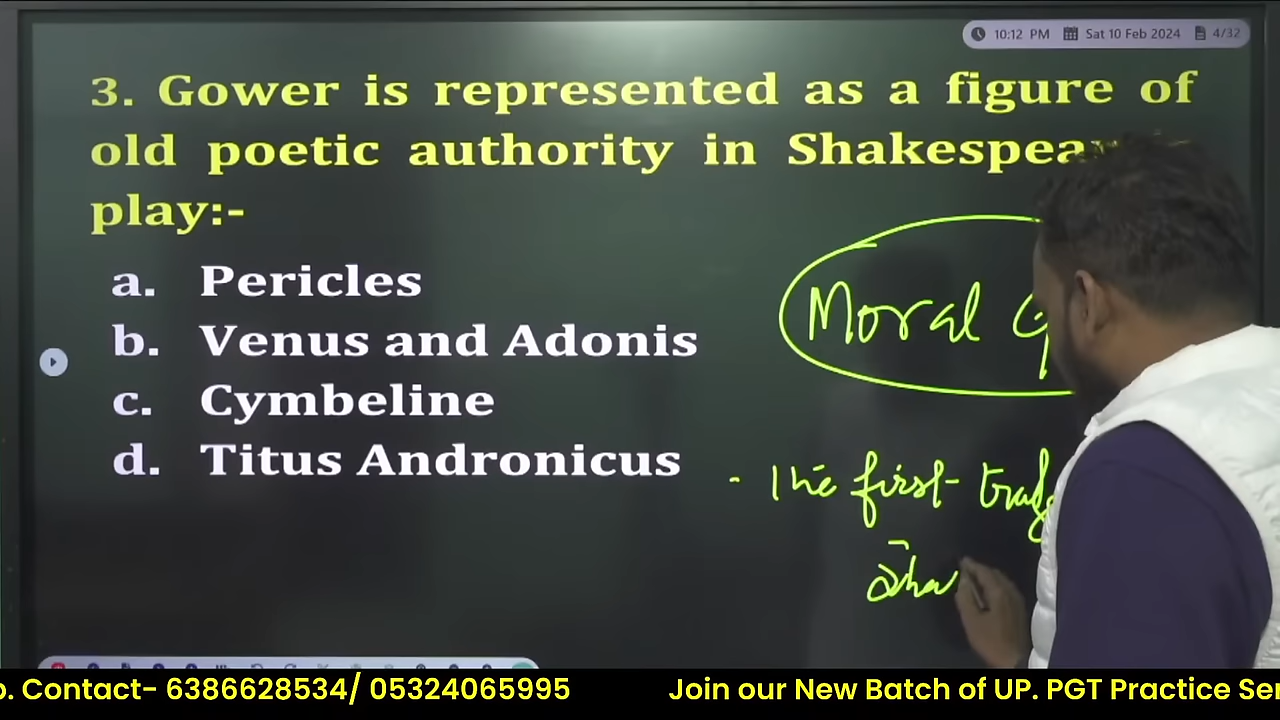 10:12 PM Sat 10 Feb 2024 4/32
3. Gower is represented as a figure of
old poetic authority in
play:-
a. Pericles
b. Venus and Adonis
c. Cymbeline
d. Titus Andronicus
Moral
- The first
Contact- 6386628534/ 05324065995 Join our New Batch of UP. PGT Practice